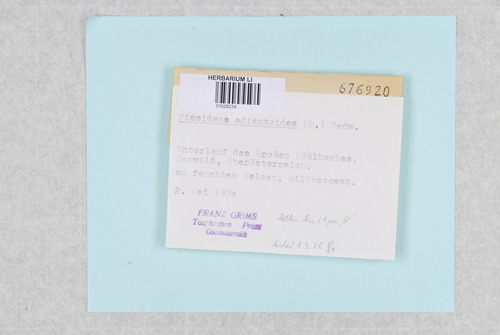 HERBARIUM LI
676920
Fissidens adiantoides (L.) Hedw.
Unterlauf des Großen Kößlbaches,
Sauwald, Oberösterreich,
an feuchten Felsen, Silikatgest.
2. Mai 1970
FRANZ GRIMS
Taufkirchen Pram
Oberösterreich